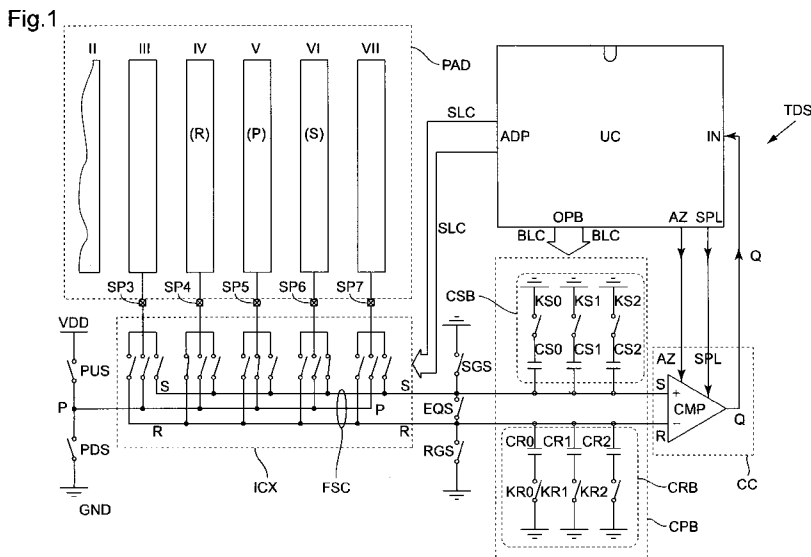 Fig.1
II III IV V VI VII
PAD
(R) (P) (S)
SLC
ADP UC IN
TDS
SLC
OPB AZ SPL
BLC BLC
Q
SP3 SP4 SP5 SP6 SP7
CSB
KS0 KS1 KS2
VDD
CS0 CS1 CS2
AZ SPL
PUS
SGS
S S S
P P EQS CMP Q
R R R
PDS RGS
CR0 CR1 CR2
CC
KR0 KR1 KR2
CRB
GND
ICX FSC
CPB
+
−